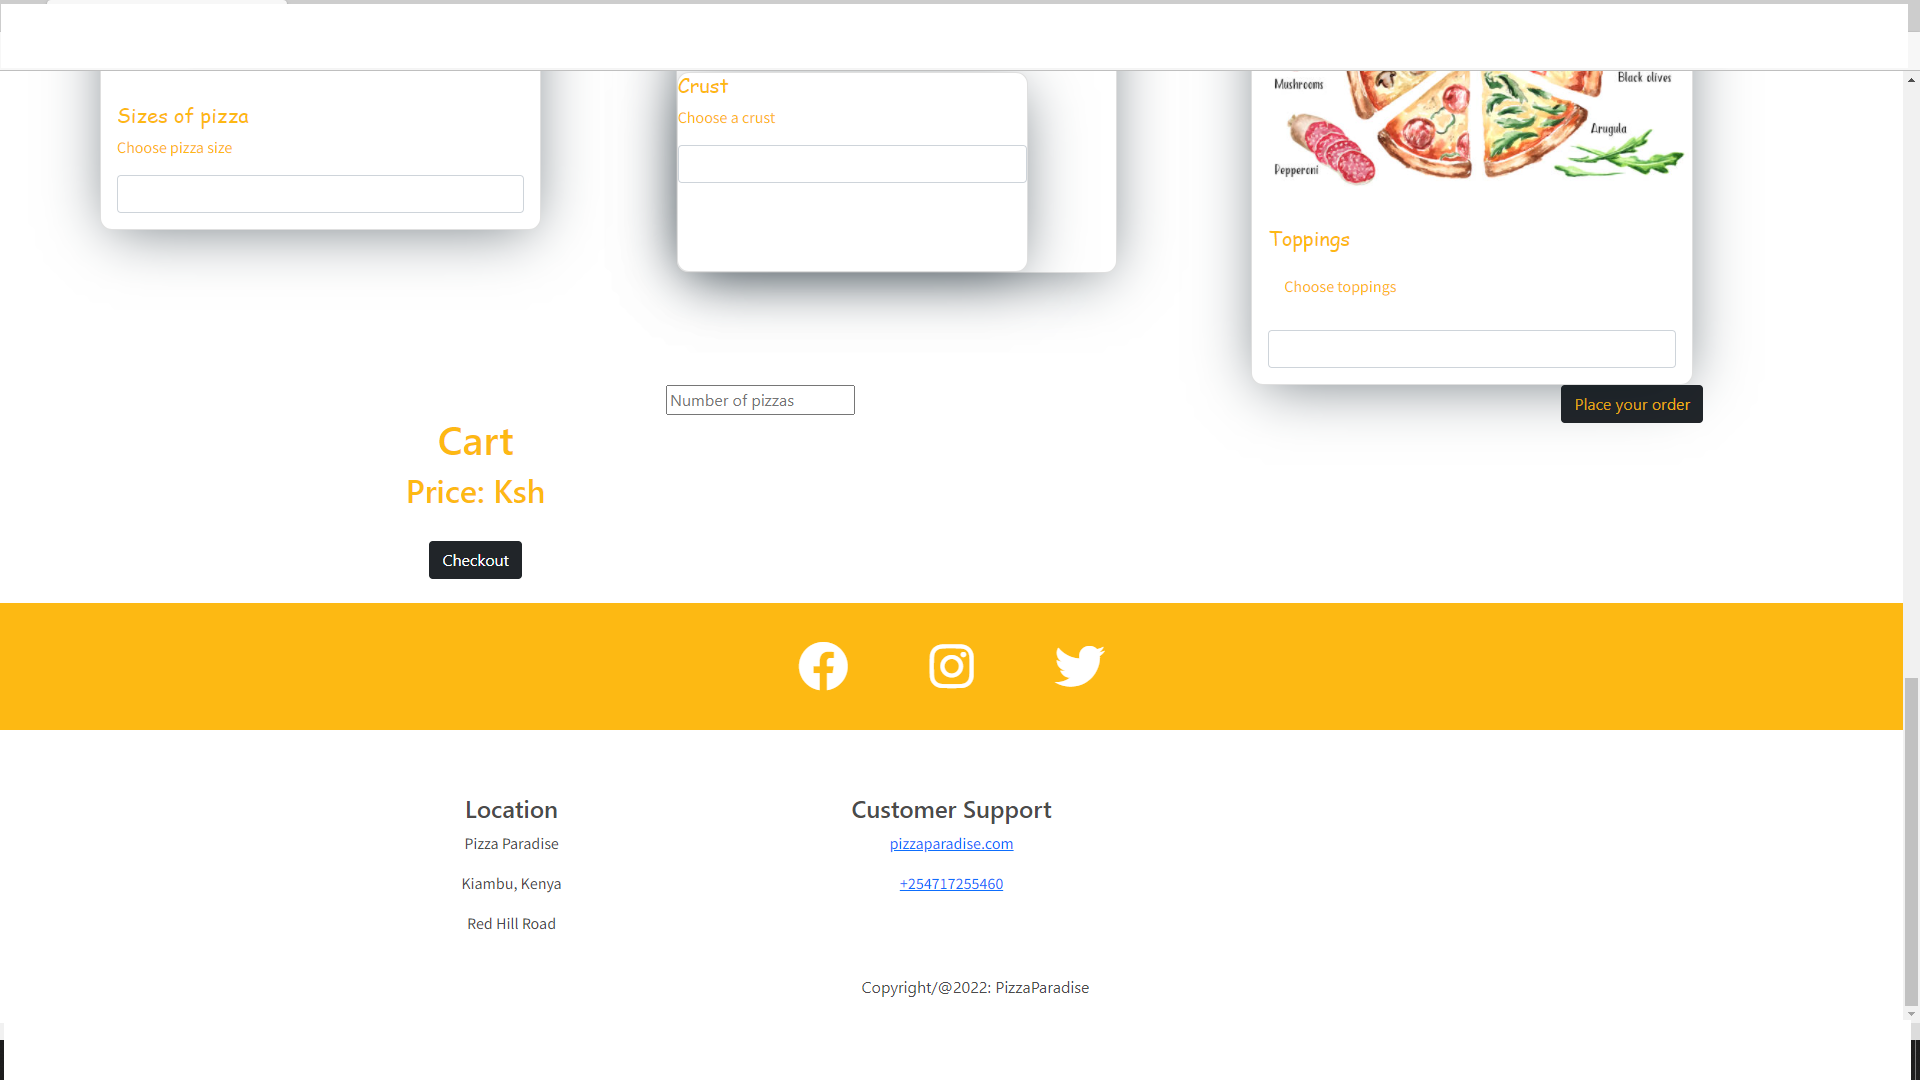 Sizes of pizza
Choose pizza size
Crust
Choose a crust
Mushrooms
Black olives
Arugula
Pepperoni
Toppings
Choose toppings
Number of pizzas
Place your order
Cart
Price: Ksh
Checkout
Location
Pizza Paradise
Kiambu, Kenya
Red Hill Road
Customer Support
pizzaparadise.com
+254717255460
Copyright/@2022: PizzaParadise